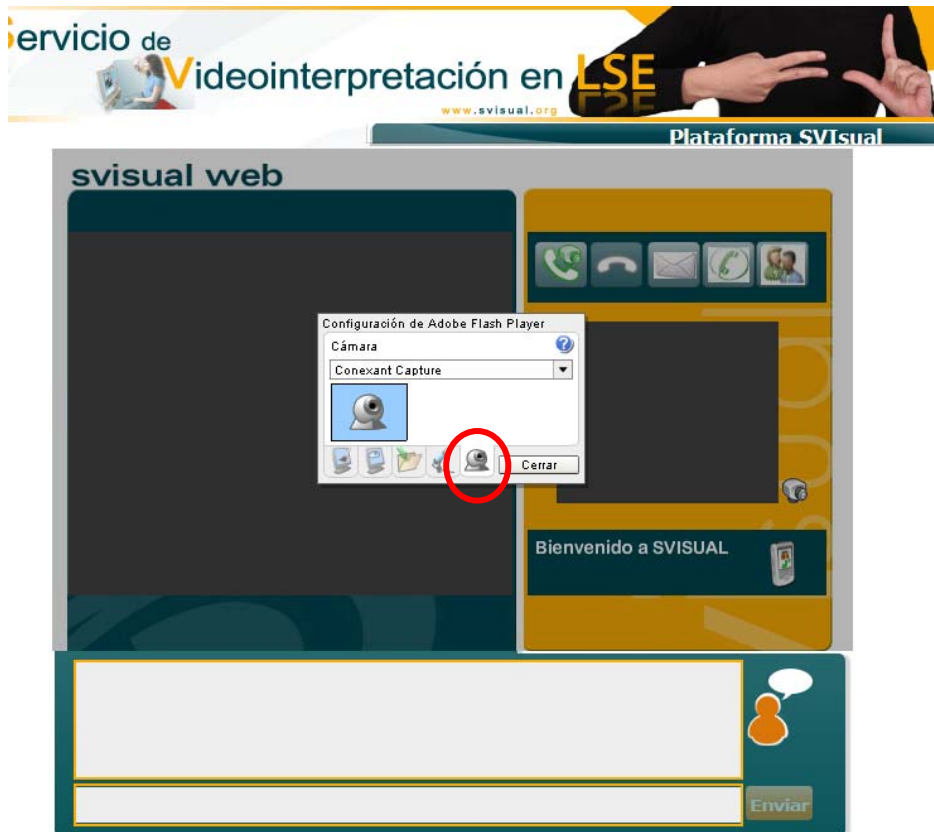 ervicio de
Videointerpretación en LSE
www.svisual.org
Plataforma SVIsual
svisual web
Configuración de Adobe Flash Player
Cámara
Conexant Capture
Cerrar
Bienvenido a SVISUAL
Enviar